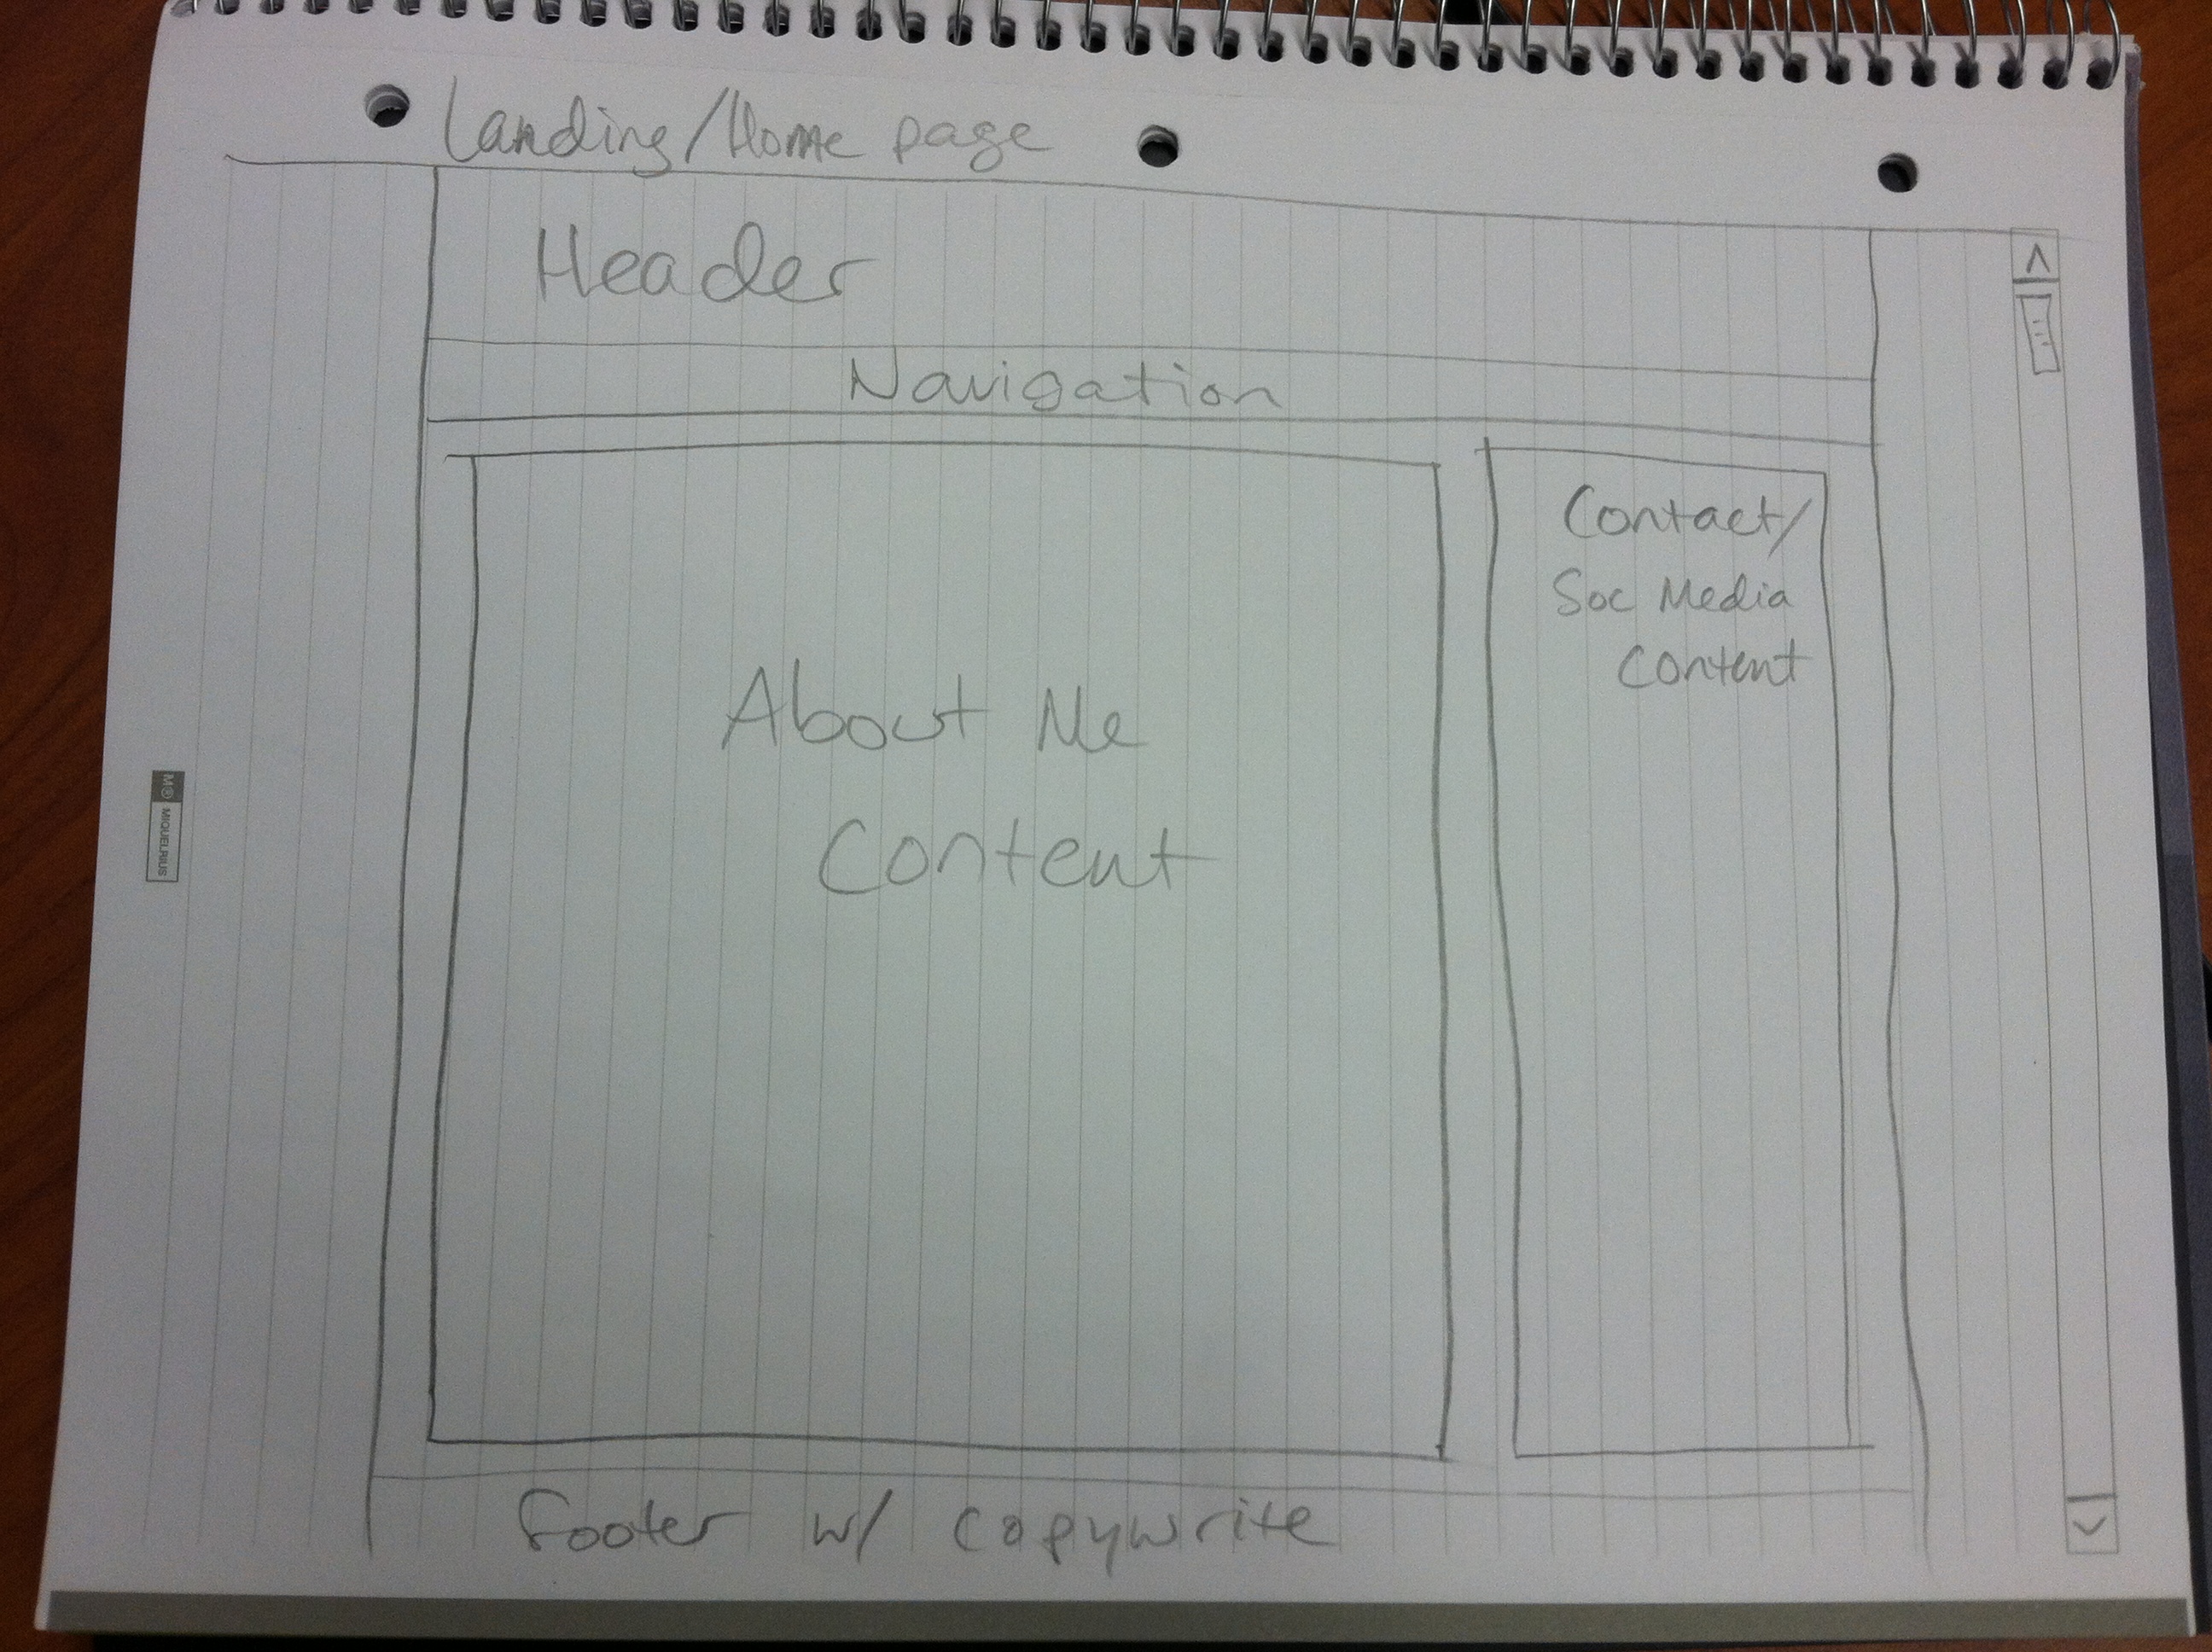 Landing/Home page
Header
Navigation
About Me
Content
Contact/
Soc Media
Content
Footer w/ copywrite
MIQUELRIUS